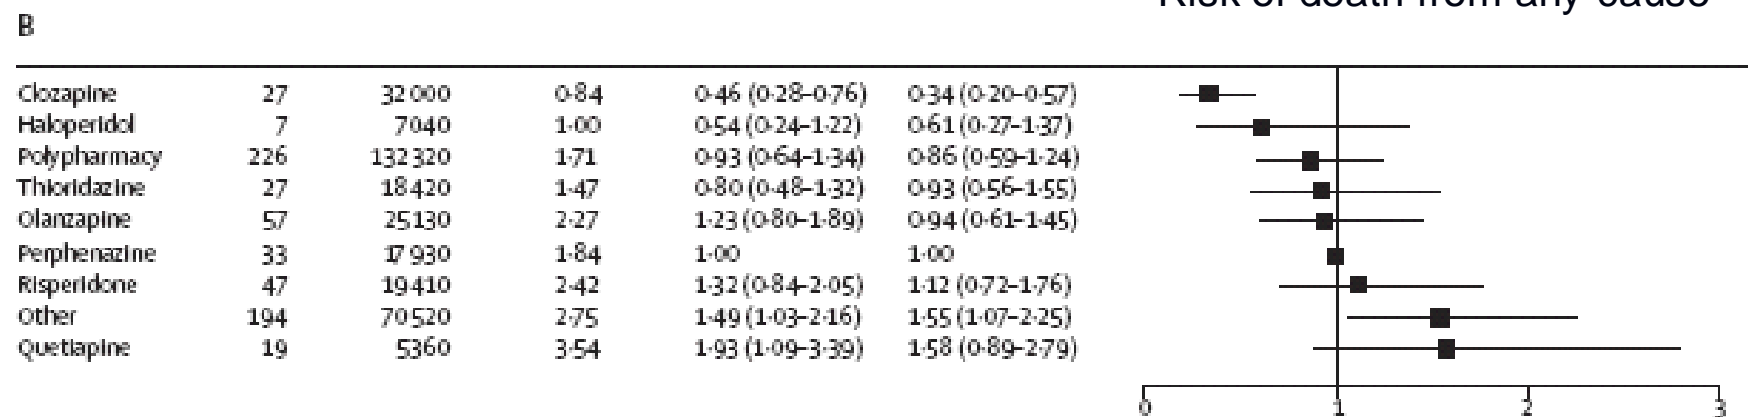 Risk of death from any cause
B
Clozapine 27 32 000 0·84 0·46 (0·28–0·76) 0·34 (0·20–0·57)
Haloperidol 7 7040 1·00 0·54 (0·24–1·22) 0·61 (0·27–1·37)
Polypharmacy 226 132 320 1·71 0·93 (0·64–1·34) 0·86 (0·59–1·24)
Thioridazine 27 18 420 1·47 0·80 (0·48–1·32) 0·93 (0·56–1·55)
Olanzapine 57 25 130 2·27 1·23 (0·80–1·89) 0·94 (0·61–1·45)
Perphenazine 33 17 930 1·84 1·00 1·00
Risperidone 47 19 410 2·42 1·32 (0·84–2·05) 1·12 (0·72–1·76)
Other 194 70 520 2·75 1·49 (1·03–2·16) 1·55 (1·07–2·25)
Quetiapine 19 5360 3·54 1·93 (1·09–3·39) 1·58 (0·89–2·79)
0 1 2 3